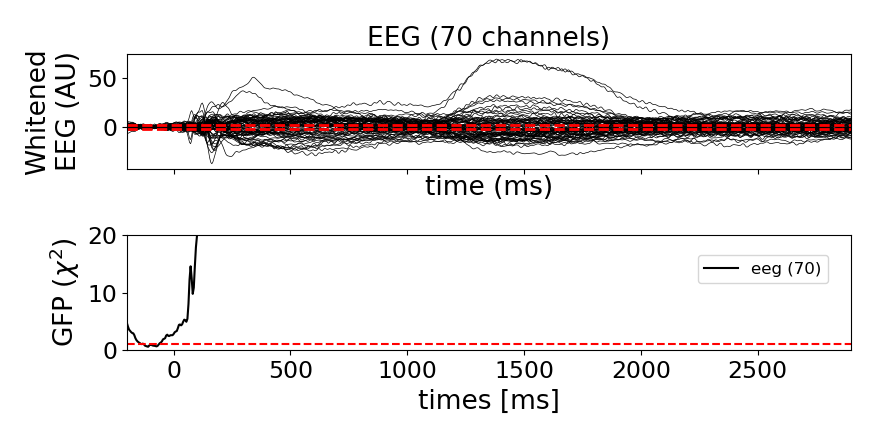 EEG (70 channels)
Whitened
EEG (AU)
50
0
time (ms)
GFP (χ²)
20
10
0
eeg (70)
0 500 1000 1500 2000 2500
times [ms]